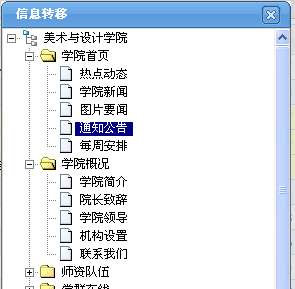 信息转移
美术与设计学院
学院首页
热点动态
学院新闻
图片要闻
通知公告
每周安排
学院概况
学院简介
院长致辞
学院领导
机构设置
联系我们
师资队伍